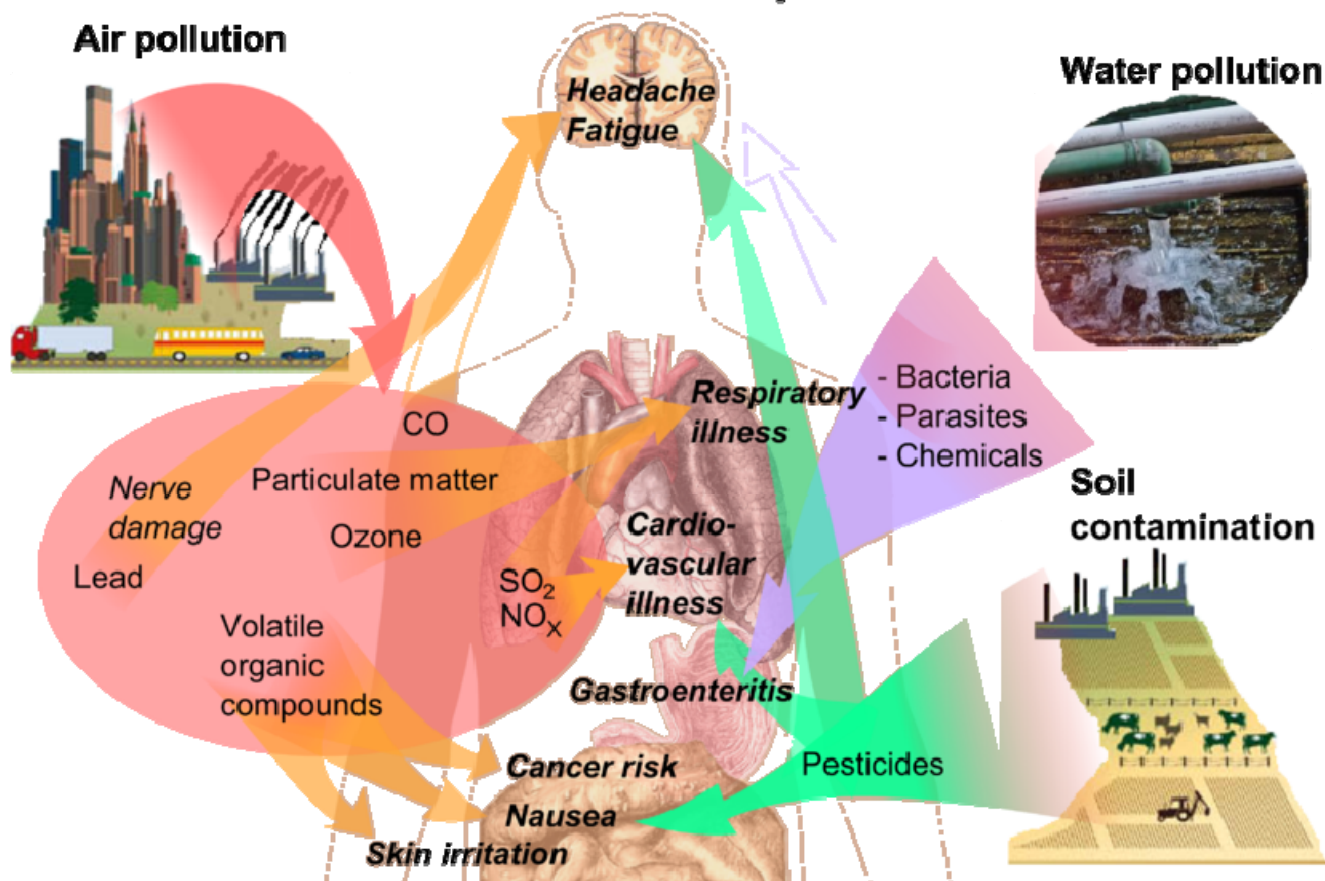 Air pollution
Water pollution
Headache
Fatigue
CO
Particulate matter
Nerve
damage
Ozone
Lead
SO₂
NOₓ
Volatile
organic
compounds
Respiratory
illness
Cardio-
vascular
illness
- Bacteria
- Parasites
- Chemicals
Soil
contamination
Gastroenteritis
Pesticides
Cancer risk
Nausea
Skin irritation